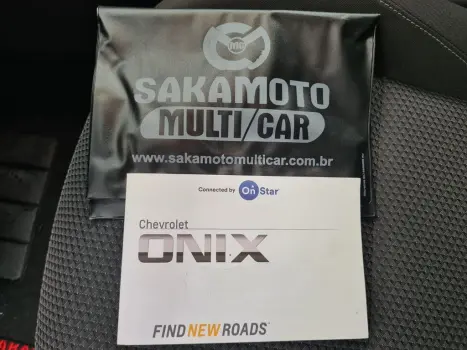 SAKAMOTO
MULTI/CAR
www.sakamotomulticar.com.br
Connected by OnStar
Chevrolet
ONIX
FIND NEW ROADS